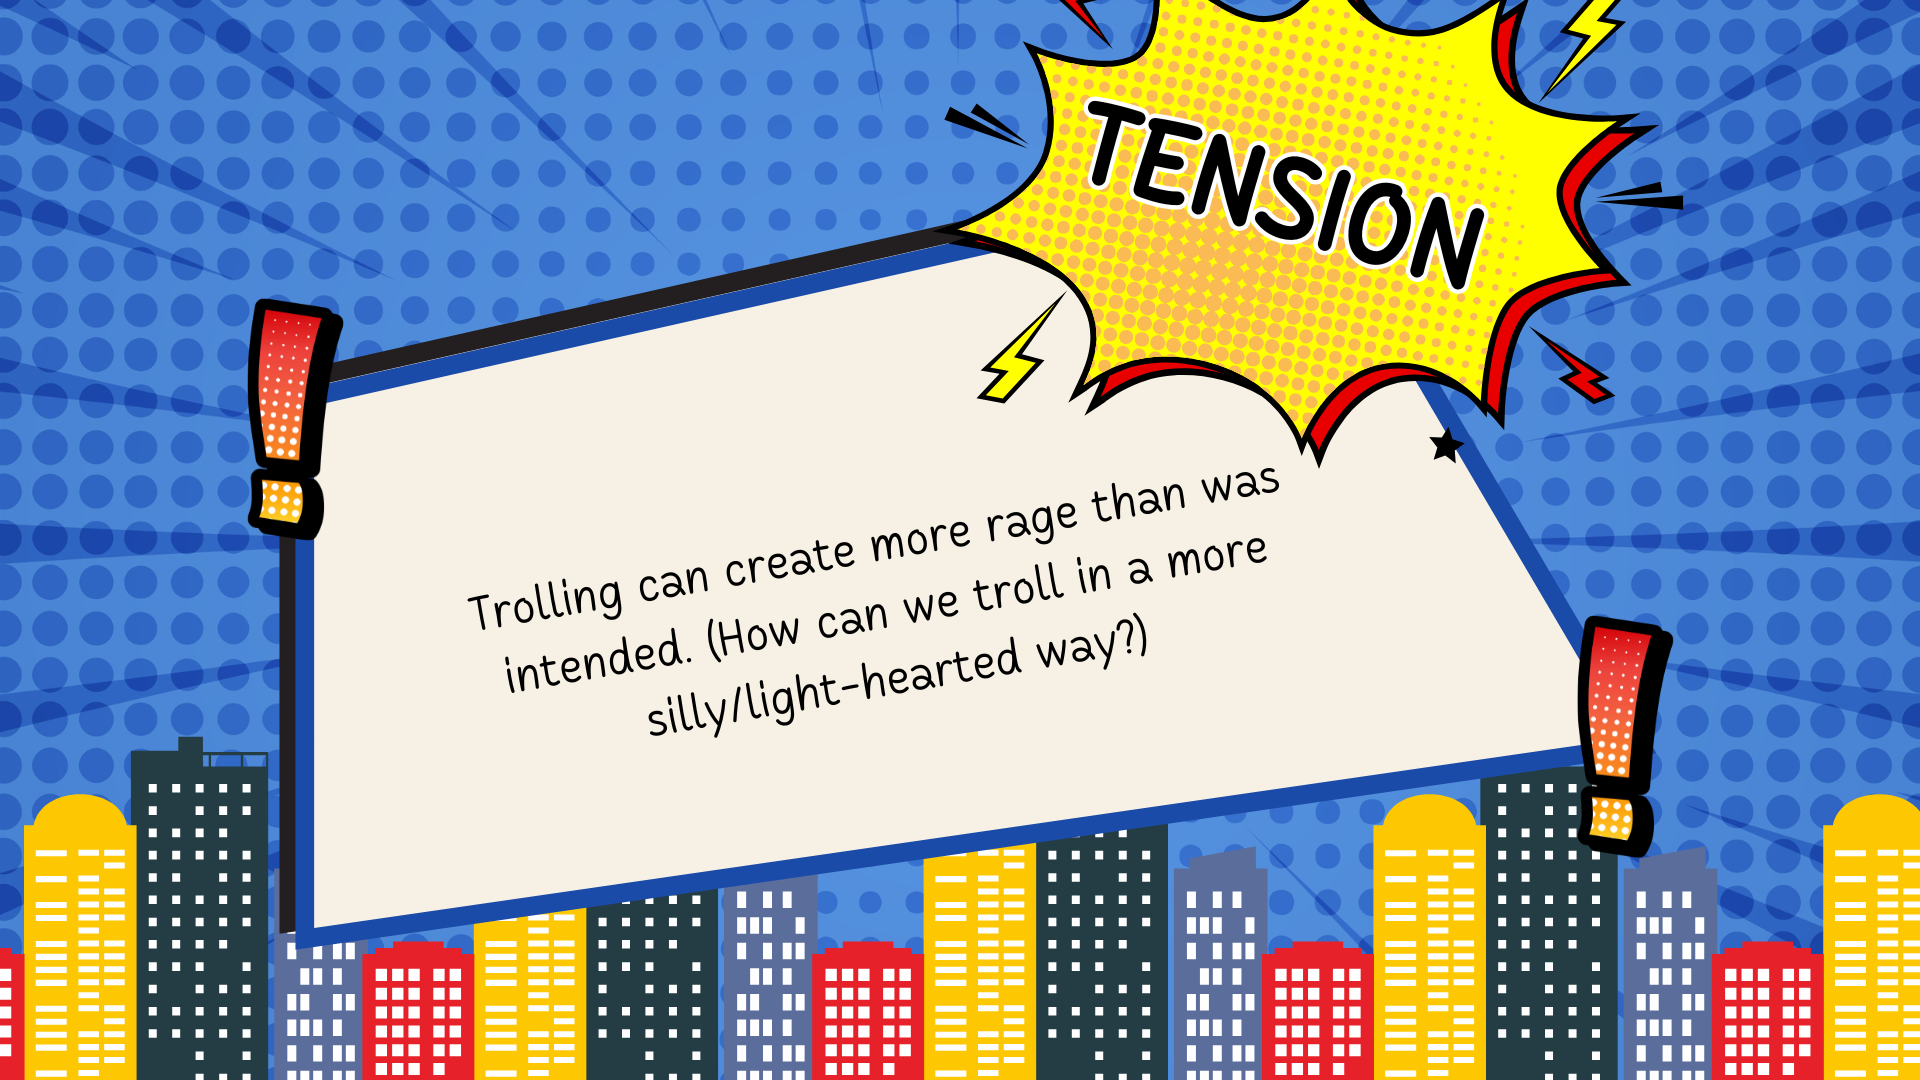 TENSION
Trolling can create more rage than was
intended. (How can we troll in a more
silly/light-hearted way?)